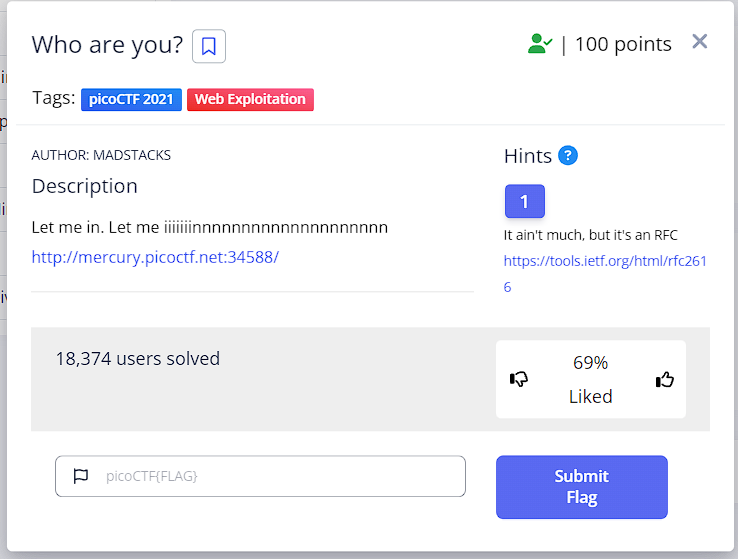 Who are you?
| 100 points
Tags: picoCTF 2021 Web Exploitation
AUTHOR: MADSTACKS
Description
Let me in. Let me iiiiiiinnnnnnnnnnnnnnnnnnnn
http://mercury.picoctf.net:34588/
Hints ?
1
It ain't much, but it's an RFC
https://tools.ietf.org/html/rfc261
6
18,374 users solved
69%
Liked
picoCTF{FLAG}
Submit
Flag